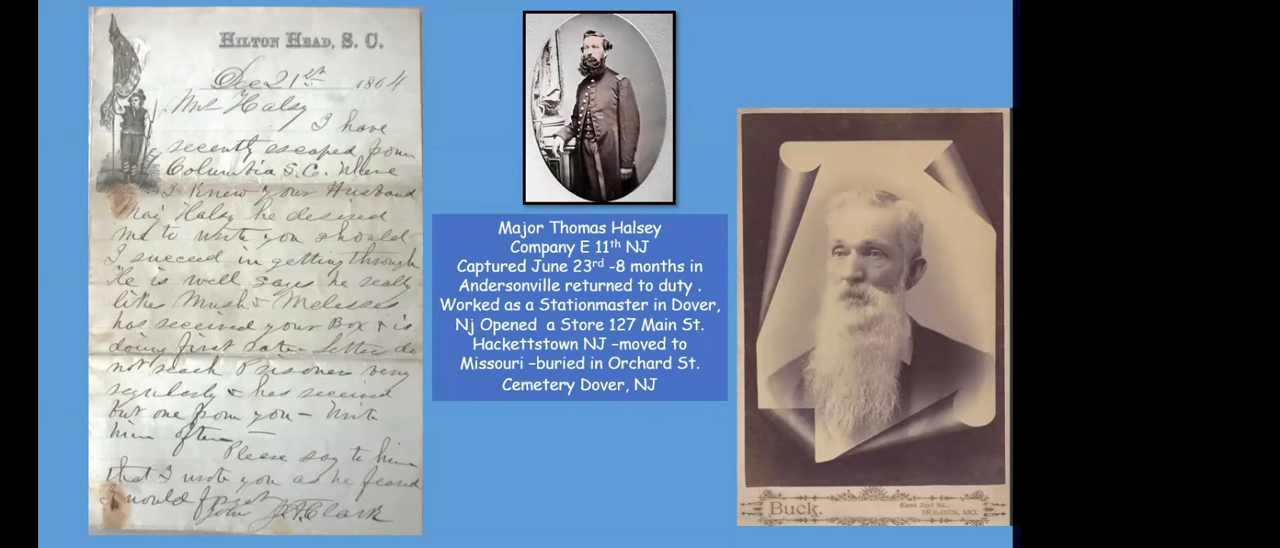 HILTON HEAD, S. C.
Dec 21st 1864
Mrs Halsy
I have
recently escaped from
Columbia S.C. Where
I Knew your Husband
Maj Halsy he desired
me to write you should
I succeed in getting through
He is well says he really
likes Mush & Melasses
has received your Box & is
doing first rate Letters do
not reach Prisoners very
regularly & has received
but one from you – Write
him often –
Please say to him
that I wrote you as he feared
I would forget
John Clark
Major Thomas Halsey
Company E 11th NJ
Captured June 23rd -8 months in
Andersonville returned to duty .
Worked as a Stationmaster in Dover,
Nj Opened a Store 127 Main St.
Hackettstown NJ –moved to
Missouri –buried in Orchard St.
Cemetery Dover, NJ
Buck.
HOLDEN, MO.